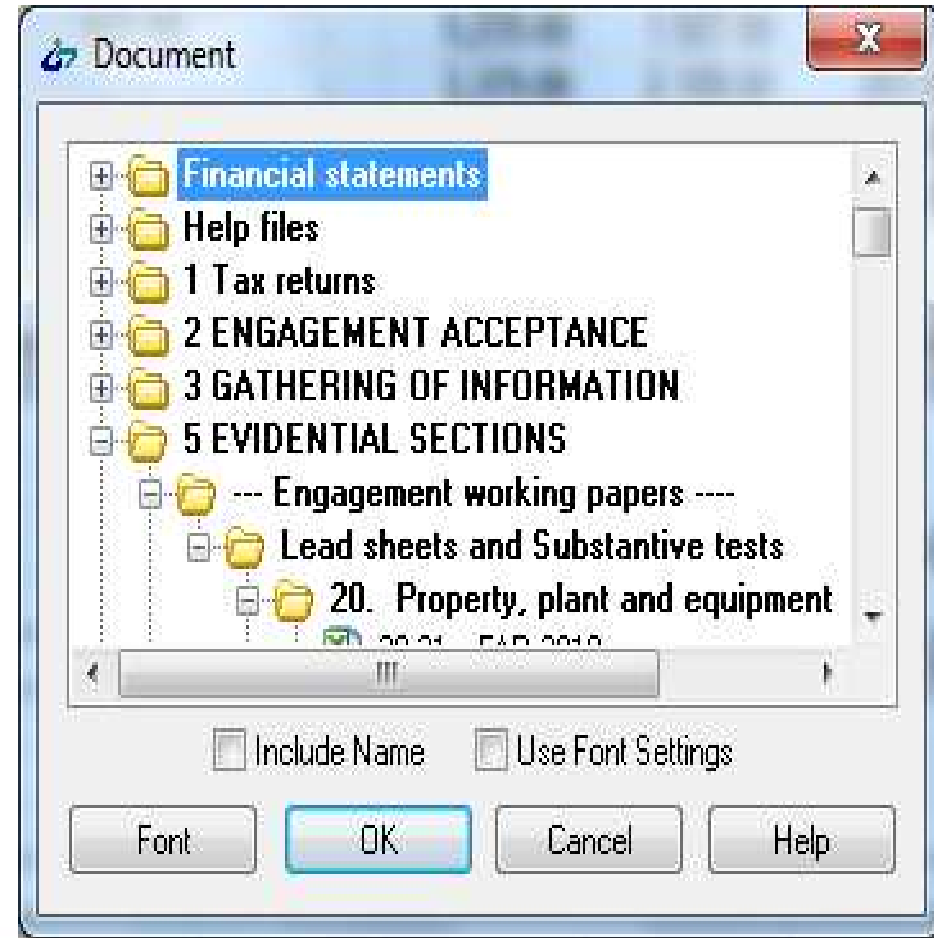 Document
Financial statements
Help files
1 Tax returns
2 ENGAGEMENT ACCEPTANCE
3 GATHERING OF INFORMATION
5 EVIDENTIAL SECTIONS
--- Engagement working papers ----
Lead sheets and Substantive tests
20. Property, plant and equipment
Include Name Use Font Settings
Font OK Cancel Help